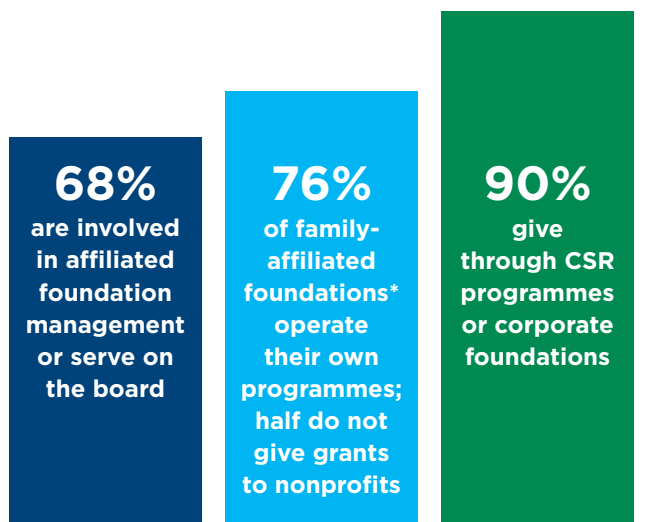 68%
are involved
in affiliated
foundation
management
or serve on
the board
76%
of family-
affiliated
foundations*
operate
their own
programmes;
half do not
give grants
to nonprofits
90%
give
through CSR
programmes
or corporate
foundations